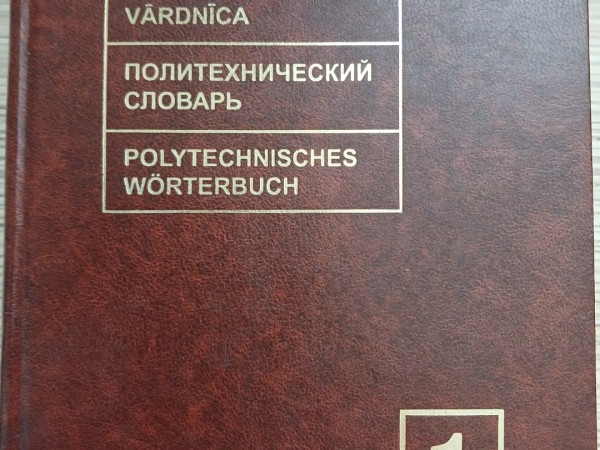 VĀRDNĪCA
ПОЛИТЕХНИЧЕСКИЙ
СЛОВАРЬ
POLYTECHNISCHES
WÖRTERBUCH
1